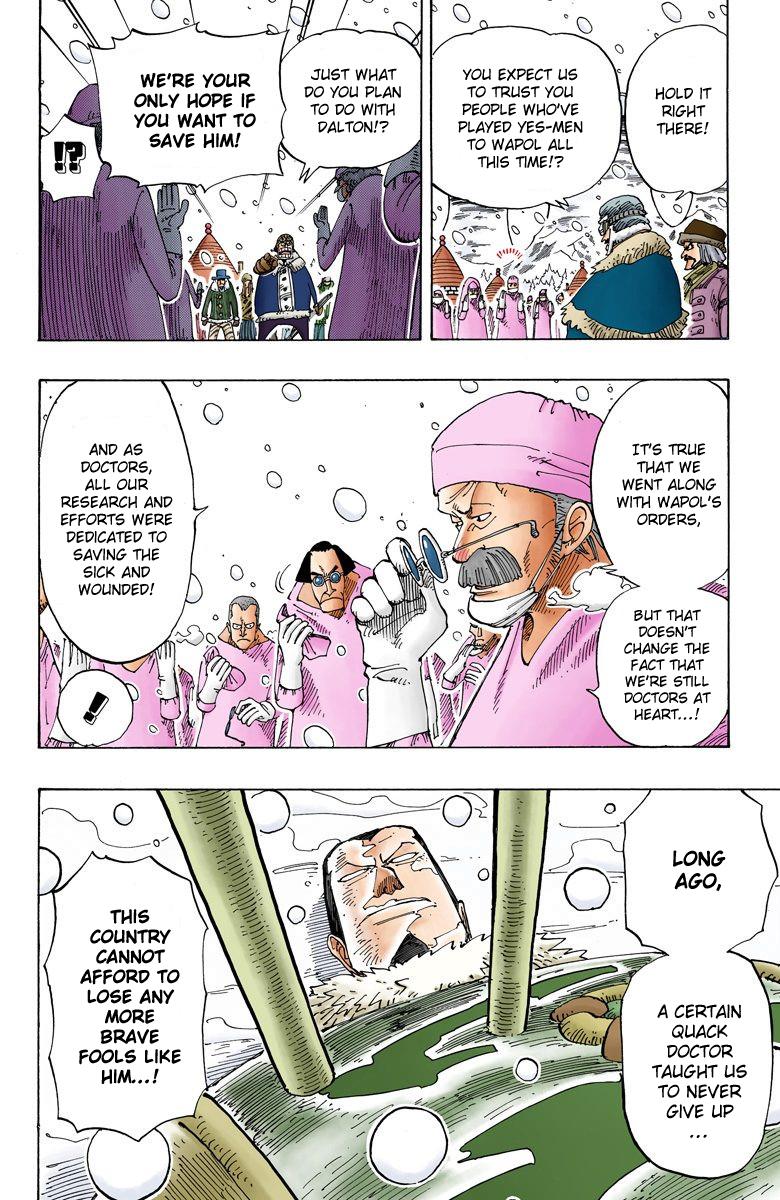 HOLD IT
RIGHT
THERE!
YOU EXPECT US
TO TRUST YOU
PEOPLE WHO'VE
PLAYED YES-MEN
TO WAPOL ALL
THIS TIME!?
JUST WHAT
DO YOU PLAN
TO DO WITH
DALTON!?
WE'RE YOUR
ONLY HOPE IF
YOU WANT TO
SAVE HIM!
!?
IT'S TRUE
THAT WE
WENT ALONG
WITH WAPOL'S
ORDERS,
BUT THAT
DOESN'T
CHANGE THE
FACT THAT
WE'RE STILL
DOCTORS AT
HEART...!
AND AS
DOCTORS,
ALL OUR
RESEARCH AND
EFFORTS WERE
DEDICATED TO
SAVING THE
SICK AND
WOUNDED!
!
LONG
AGO,
A CERTAIN
QUACK
DOCTOR
TAUGHT US
TO NEVER
GIVE UP
...
THIS
COUNTRY
CANNOT
AFFORD TO
LOSE ANY
MORE
BRAVE
FOOLS LIKE
HIM...!